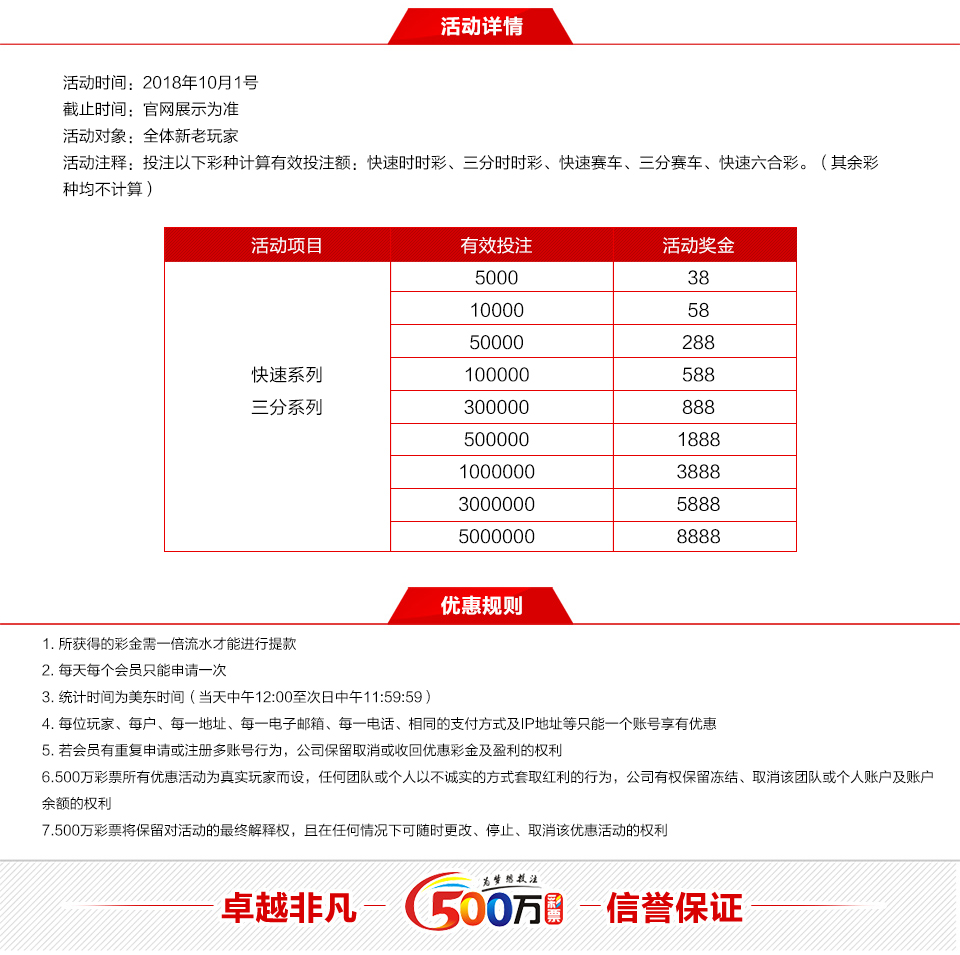 活动详情
活动时间：2018年10月1号
截止时间：官网展示为准
活动对象：全体新老玩家
活动注释：投注以下彩种计算有效投注额：快速时时彩、三分时时彩、快速赛车、三分赛车、快速六合彩。（其余彩
种均不计算）
活动项目 有效投注 活动奖金
5000 38
10000 58
50000 288
快速系列 100000 588
三分系列 300000 888
500000 1888
1000000 3888
3000000 5888
5000000 8888
优惠规则
1. 所获得的彩金需一倍流水才能进行提款
2. 每天每个会员只能申请一次
3. 统计时间为美东时间（当天中午12:00至次日中午11:59:59）
4. 每位玩家、每户、每一地址、每一电子邮箱、每一电话、相同的支付方式及IP地址等只能一个账号享有优惠
5. 若会员有重复申请或注册多账号行为，公司保留取消或收回优惠彩金及盈利的权利
6.500万彩票所有优惠活动为真实玩家而设，任何团队或个人以不诚实的方式套取红利的行为，公司有权保留冻结、取消该团队或个人账户及账户
余额的权利
7.500万彩票将保留对活动的最终解释权，且在任何情况下可随时更改、停止、取消该优惠活动的权利
为梦想投注
卓越非凡 500万彩票 信誉保证